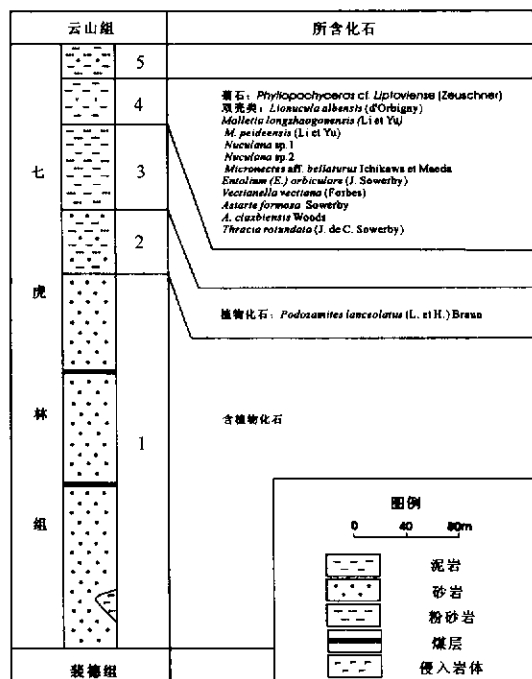 云山组 所含化石
5
4
菊石：Phyllopachyceras cf. Liptoviense (Zeuschner)
双壳类：Lionucula albensis (d'Orbigny)
Malletia longzhaogonensis (Li et Yu)
M. peideensis (Li et Yu)
Nuculana sp.1
Nuculana sp.2
Micronectes aff. bellaturus Ichikawa et Maeda
Entolium (E.) orbiculare (J. Sowerby)
Vectianella vectiana (Forbes)
Astarte formosa Sowerby
A. claxbiensis Woods
Thracia rotundato (J. de C. Sowerby)
七
3
2
虎
植物化石：Podozamites lanceolatus (L. et H.) Braun
林
1
含植物化石
组
图例
0 40 80m
泥岩
砂岩
粉砂岩
煤层
侵入岩体
裴德组